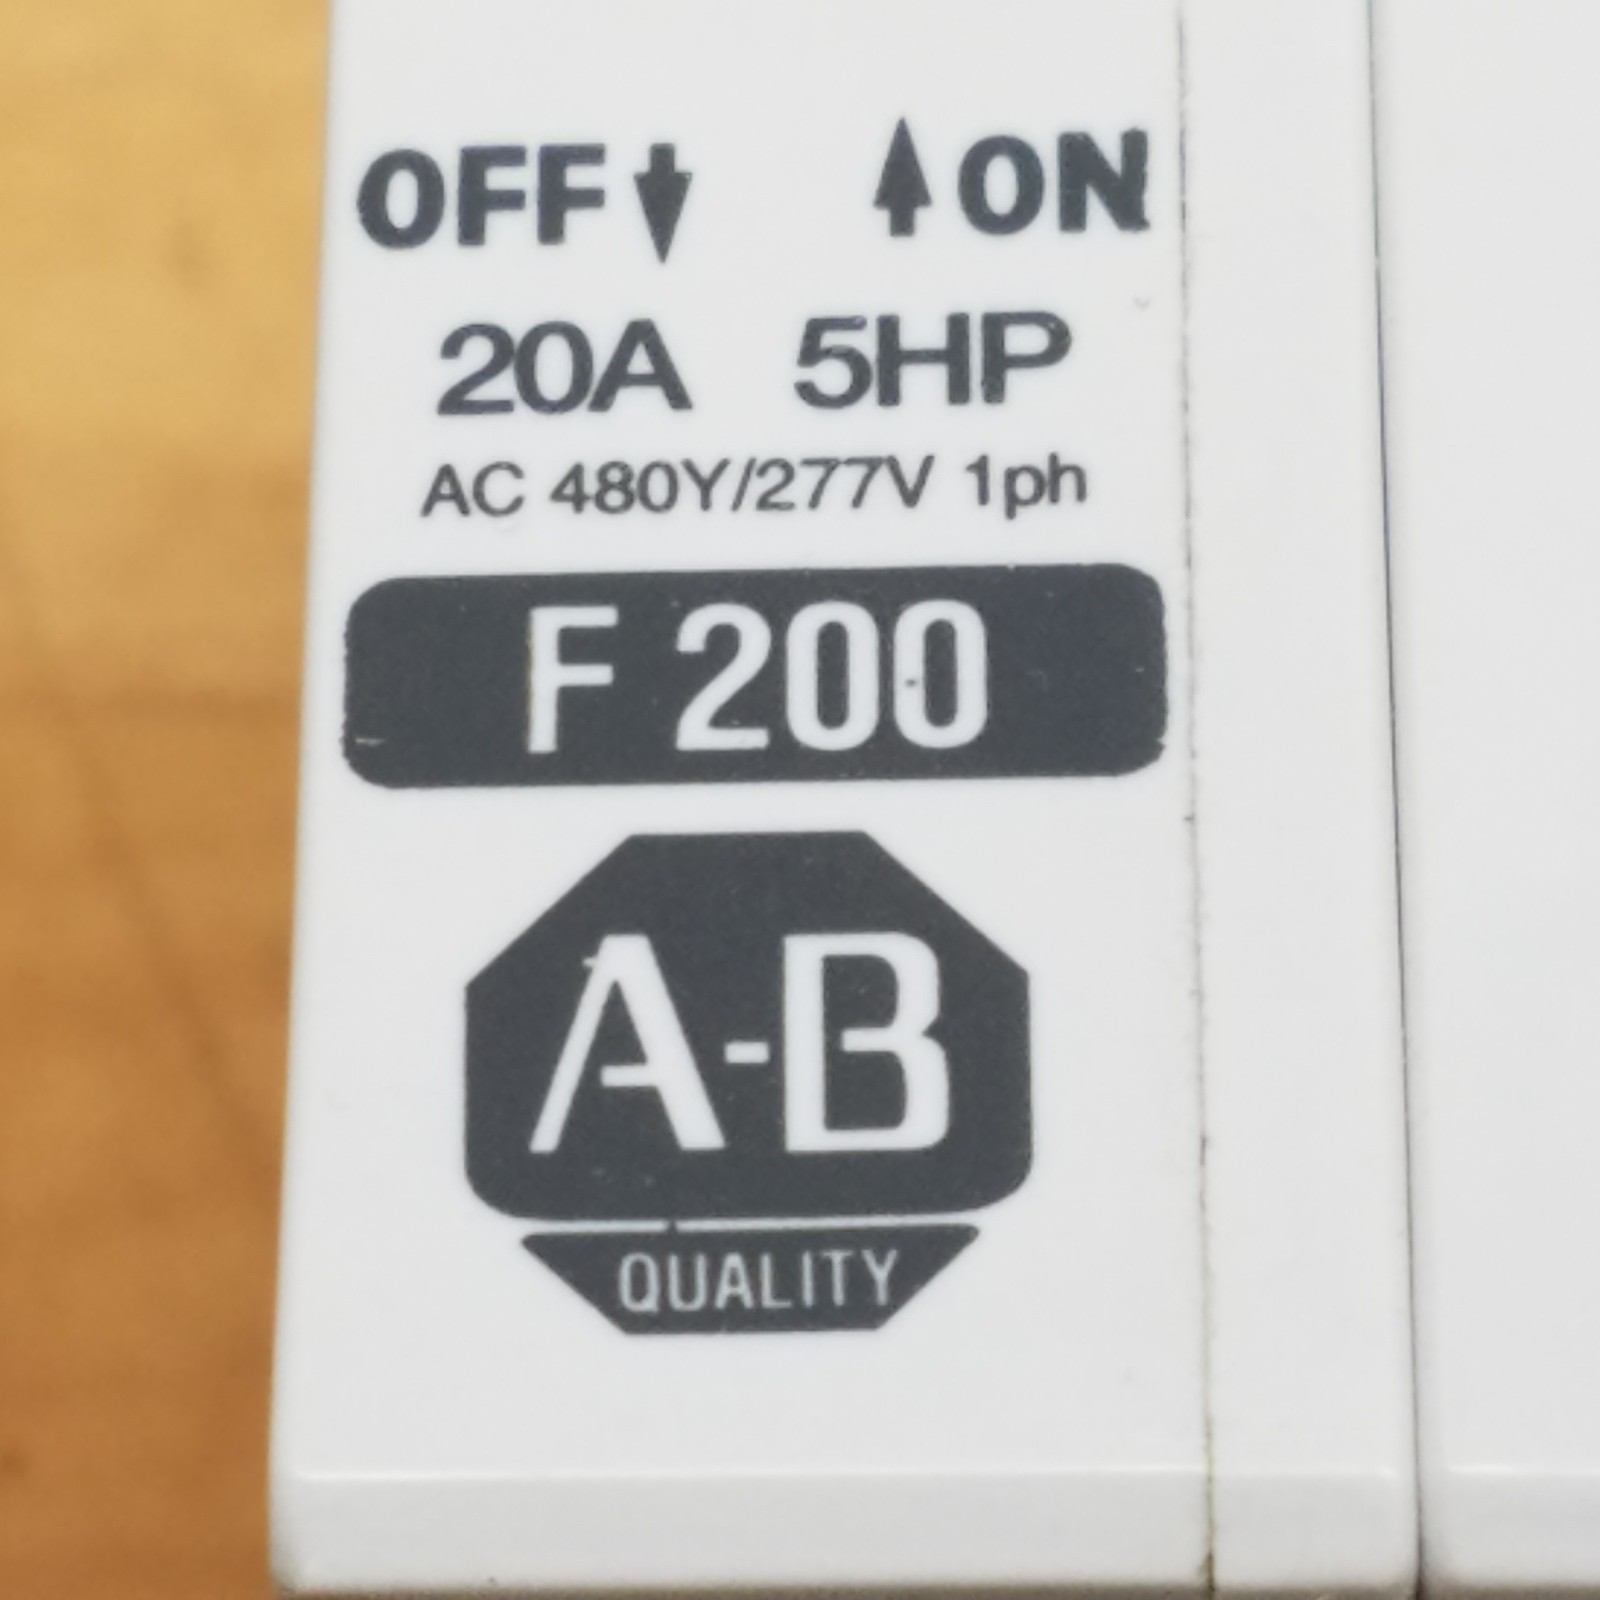 OFF↓ ↑ON
20A 5HP
AC 480Y/277V 1ph
F 200
A-B
QUALITY